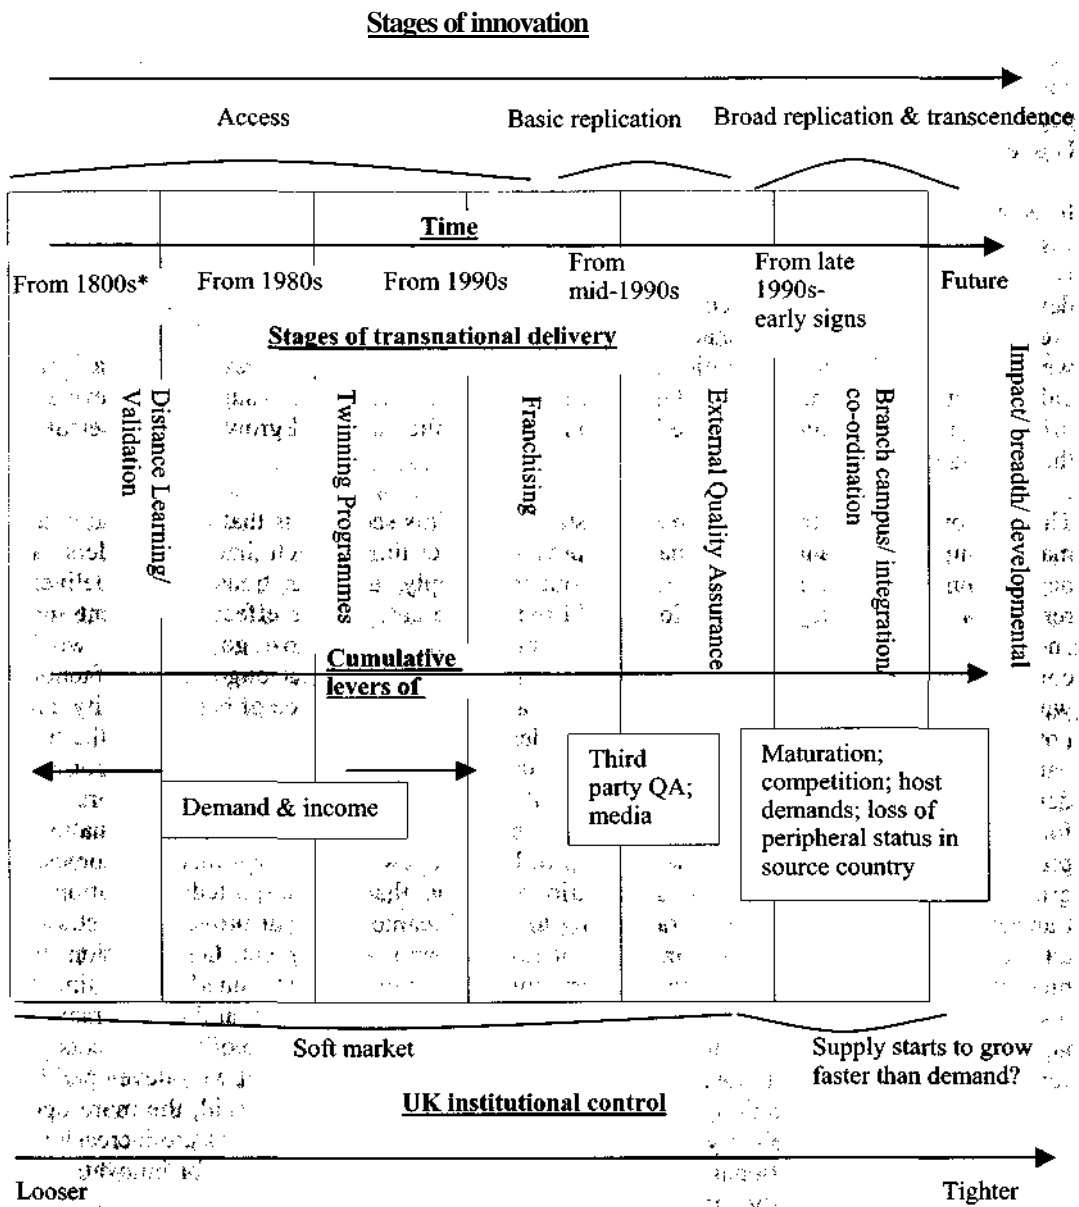 Stages of innovation
Access
Basic replication
Broad replication & transcendence
Time
From 1800s*
From 1980s
From 1990s
From
mid-1990s
From late
1990s-
early signs
Future
Stages of transnational delivery
Distance Learning/
Validation
Twinning Programmes
Franchising
External Quality Assurance
Branch campus/ integration/
co-ordination
Impact/ breadth/ developmental
Cumulative
levers of
Demand & income
Third
party QA;
media
Maturation;
competition; host
demands; loss of
peripheral status in
source country
Soft market
Supply starts to grow
faster than demand?
UK institutional control
Looser
Tighter